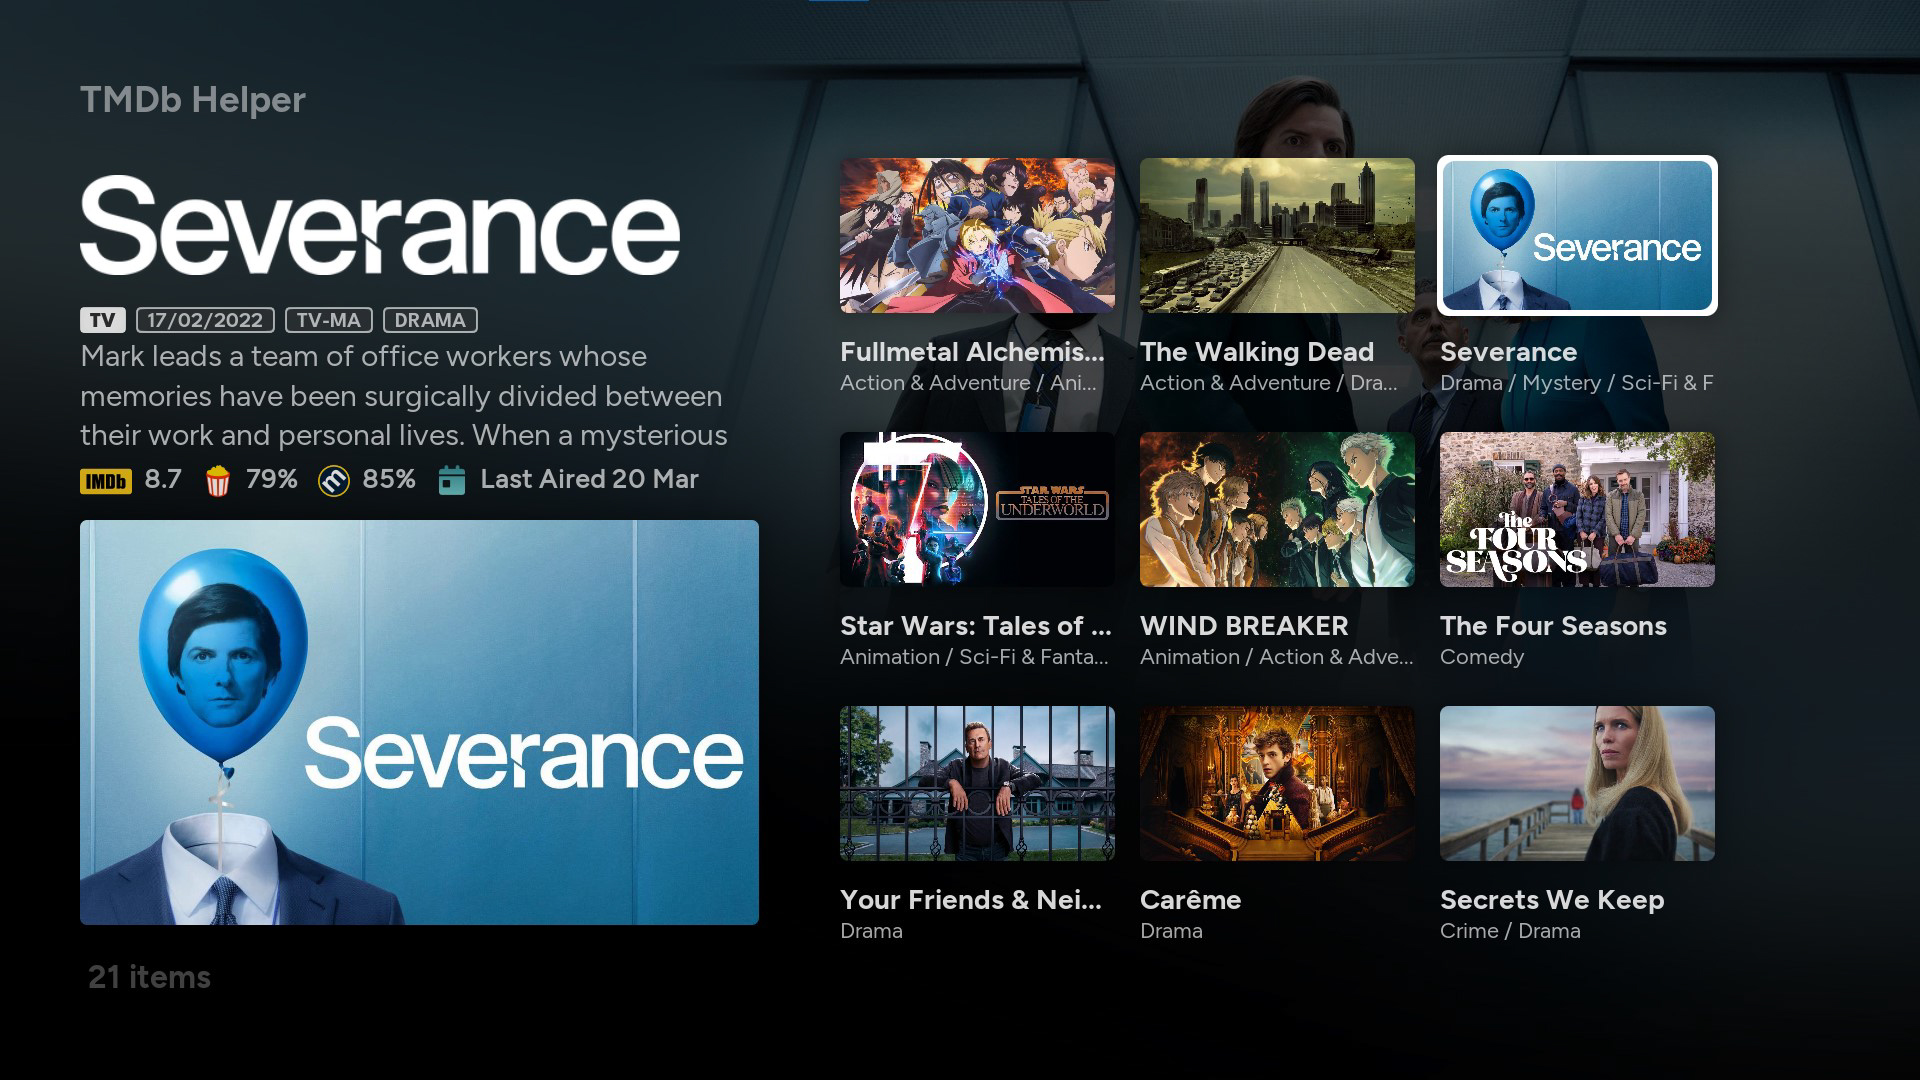 TMDb Helper
Severance
TV 17/02/2022 TV-MA DRAMA
Mark leads a team of office workers whose
memories have been surgically divided between
their work and personal lives. When a mysterious
IMDb 8.7 79% m 85% Last Aired 20 Mar
Severance
21 items
Severance
Fullmetal Alchemis... The Walking Dead Severance
Action & Adventure / Ani... Action & Adventure / Dra... Drama / Mystery / Sci-Fi & F
STAR WARS
TALES OF THE
UNDERWORLD
The
FOUR
SEASONS
Star Wars: Tales of ... WIND BREAKER The Four Seasons
Animation / Sci-Fi & Fanta... Animation / Action & Adve... Comedy
Your Friends & Nei... Carême Secrets We Keep
Drama Drama Crime / Drama